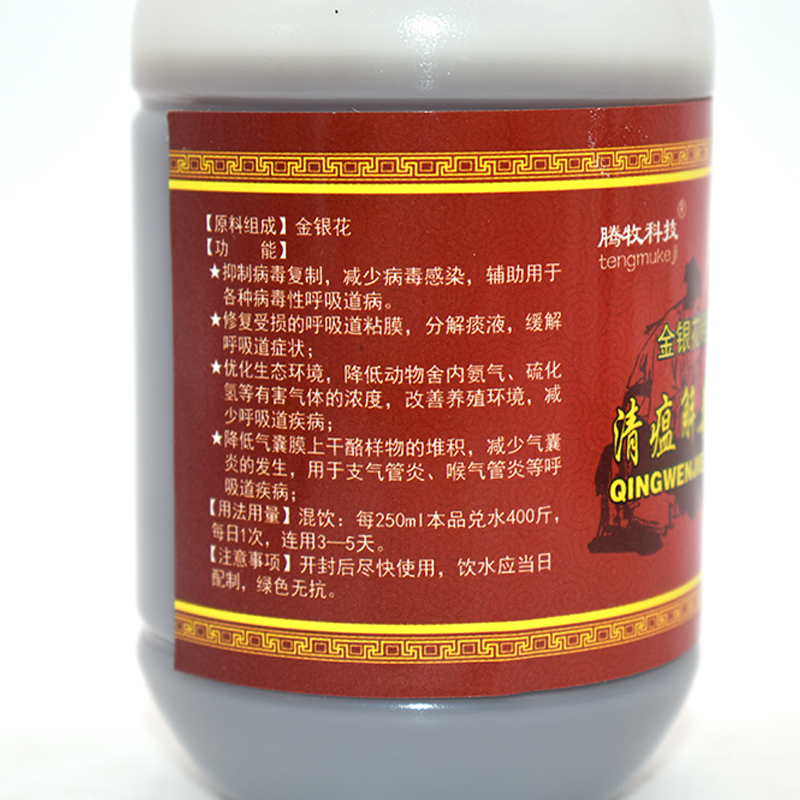 【原料组成】金银花
【功　　能】
★抑制病毒复制，减少病毒感染，辅助用于
各种病毒性呼吸道病。
★修复受损的呼吸道粘膜，分解痰液，缓解
呼吸道症状；
★优化生态环境，降低动物舍内氨气、硫化
氢等有害气体的浓度，改善养殖环境，减
少呼吸道疾病；
★降低气囊膜上干酪样物的堆积，减少气囊
炎的发生，用于支气管炎、喉气管炎等呼
吸道疾病；
【用法用量】混饮：每250ml本品兑水400斤，
每日1次，连用3—5天。
【注意事项】开封后尽快使用，饮水应当日
配制，绿色无抗。
腾牧科技®
tengmukeji
金银花
清瘟解
QINGWENJIE